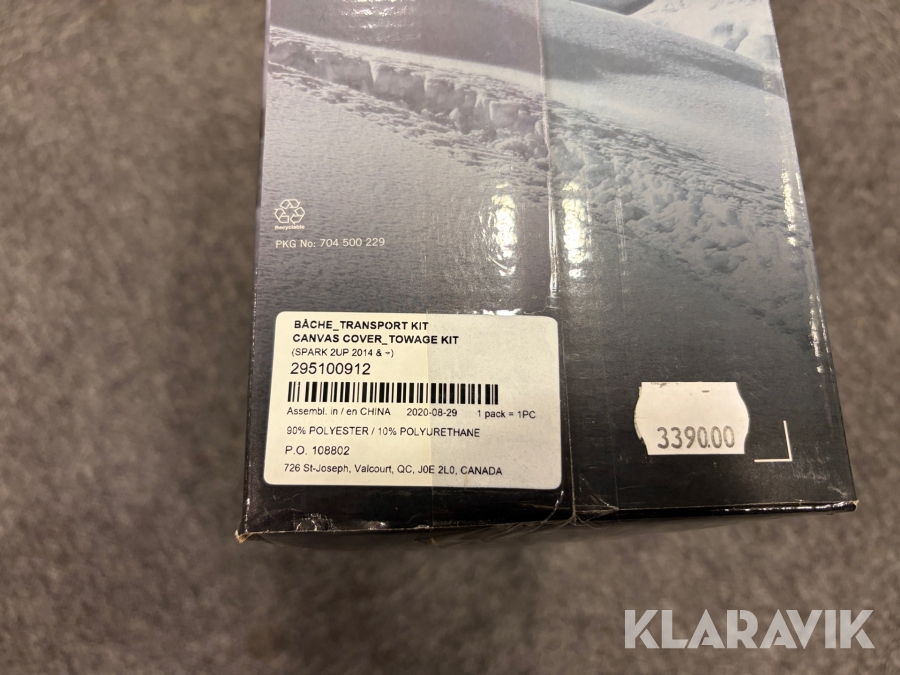 Recyclable
PKG No: 704 500 229
BÂCHE_TRANSPORT KIT
CANVAS COVER_TOWAGE KIT
(SPARK 2UP 2014 & +)
295100912
Assembl. in / en CHINA 2020-08-29 1 pack = 1PC
90% POLYESTER / 10% POLYURETHANE
P.O. 108802
726 St-Joseph, Valcourt, QC, J0E 2L0, CANADA
3390.00
KLARAVIK